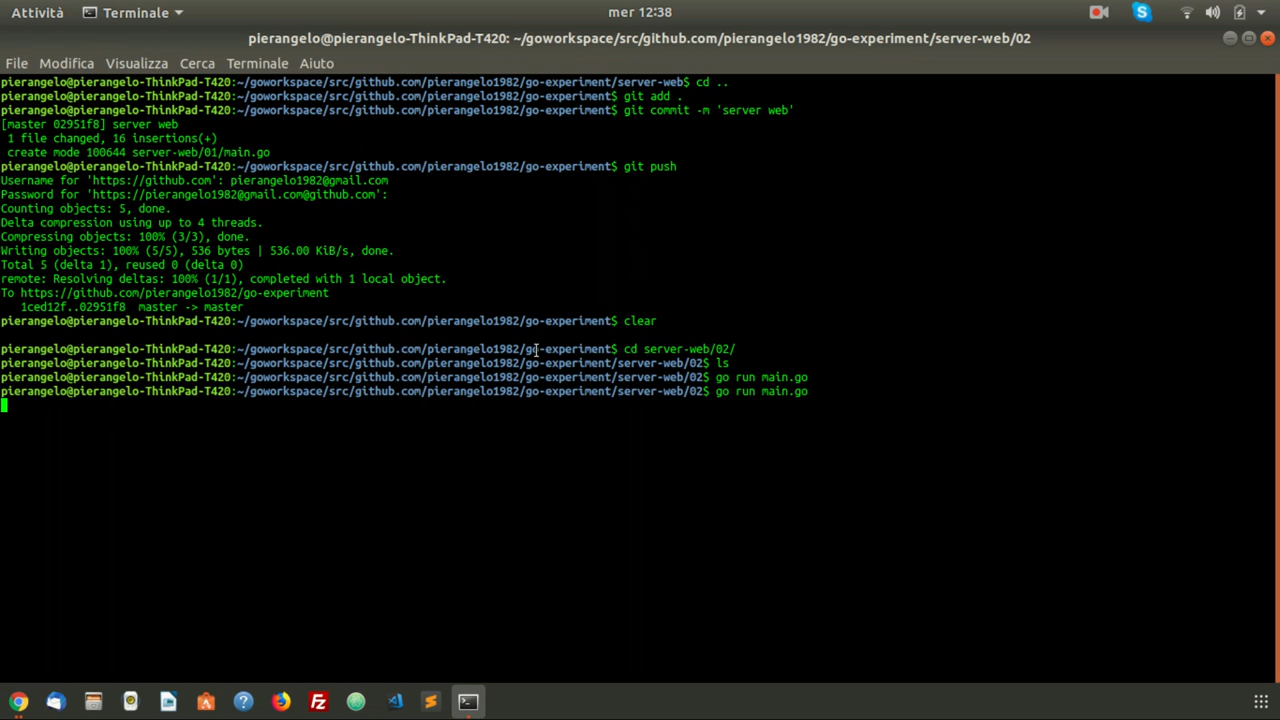 Attività Terminale mer 12:38
pierangelo@pierangelo-ThinkPad-T420: ~/goworkspace/src/github.com/pierangelo1982/go-experiment/server-web/02
File Modifica Visualizza Cerca Terminale Aiuto
pierangelo@pierangelo-ThinkPad-T420:~/goworkspace/src/github.com/pierangelo1982/go-experiment/server-web$ cd ..
pierangelo@pierangelo-ThinkPad-T420:~/goworkspace/src/github.com/pierangelo1982/go-experiment$ git add .
pierangelo@pierangelo-ThinkPad-T420:~/goworkspace/src/github.com/pierangelo1982/go-experiment$ git commit -m 'server web'
[master 02951f8] server web
1 file changed, 16 insertions(+)
create mode 100644 server-web/01/main.go
pierangelo@pierangelo-ThinkPad-T420:~/goworkspace/src/github.com/pierangelo1982/go-experiment$ git push
Username for 'https://github.com': pierangelo1982@gmail.com
Password for 'https://pierangelo1982@gmail.com@github.com':
Counting objects: 5, done.
Delta compression using up to 4 threads.
Compressing objects: 100% (3/3), done.
Writing objects: 100% (5/5), 536 bytes | 536.00 KiB/s, done.
Total 5 (delta 1), reused 0 (delta 0)
remote: Resolving deltas: 100% (1/1), completed with 1 local object.
To https://github.com/pierangelo1982/go-experiment
1ced12f..02951f8 master -> master
pierangelo@pierangelo-ThinkPad-T420:~/goworkspace/src/github.com/pierangelo1982/go-experiment$ clear
pierangelo@pierangelo-ThinkPad-T420:~/goworkspace/src/github.com/pierangelo1982/go-experiment$ cd server-web/02/
pierangelo@pierangelo-ThinkPad-T420:~/goworkspace/src/github.com/pierangelo1982/go-experiment/server-web/02$ ls
pierangelo@pierangelo-ThinkPad-T420:~/goworkspace/src/github.com/pierangelo1982/go-experiment/server-web/02$ go run main.go
pierangelo@pierangelo-ThinkPad-T420:~/goworkspace/src/github.com/pierangelo1982/go-experiment/server-web/02$ go run main.go